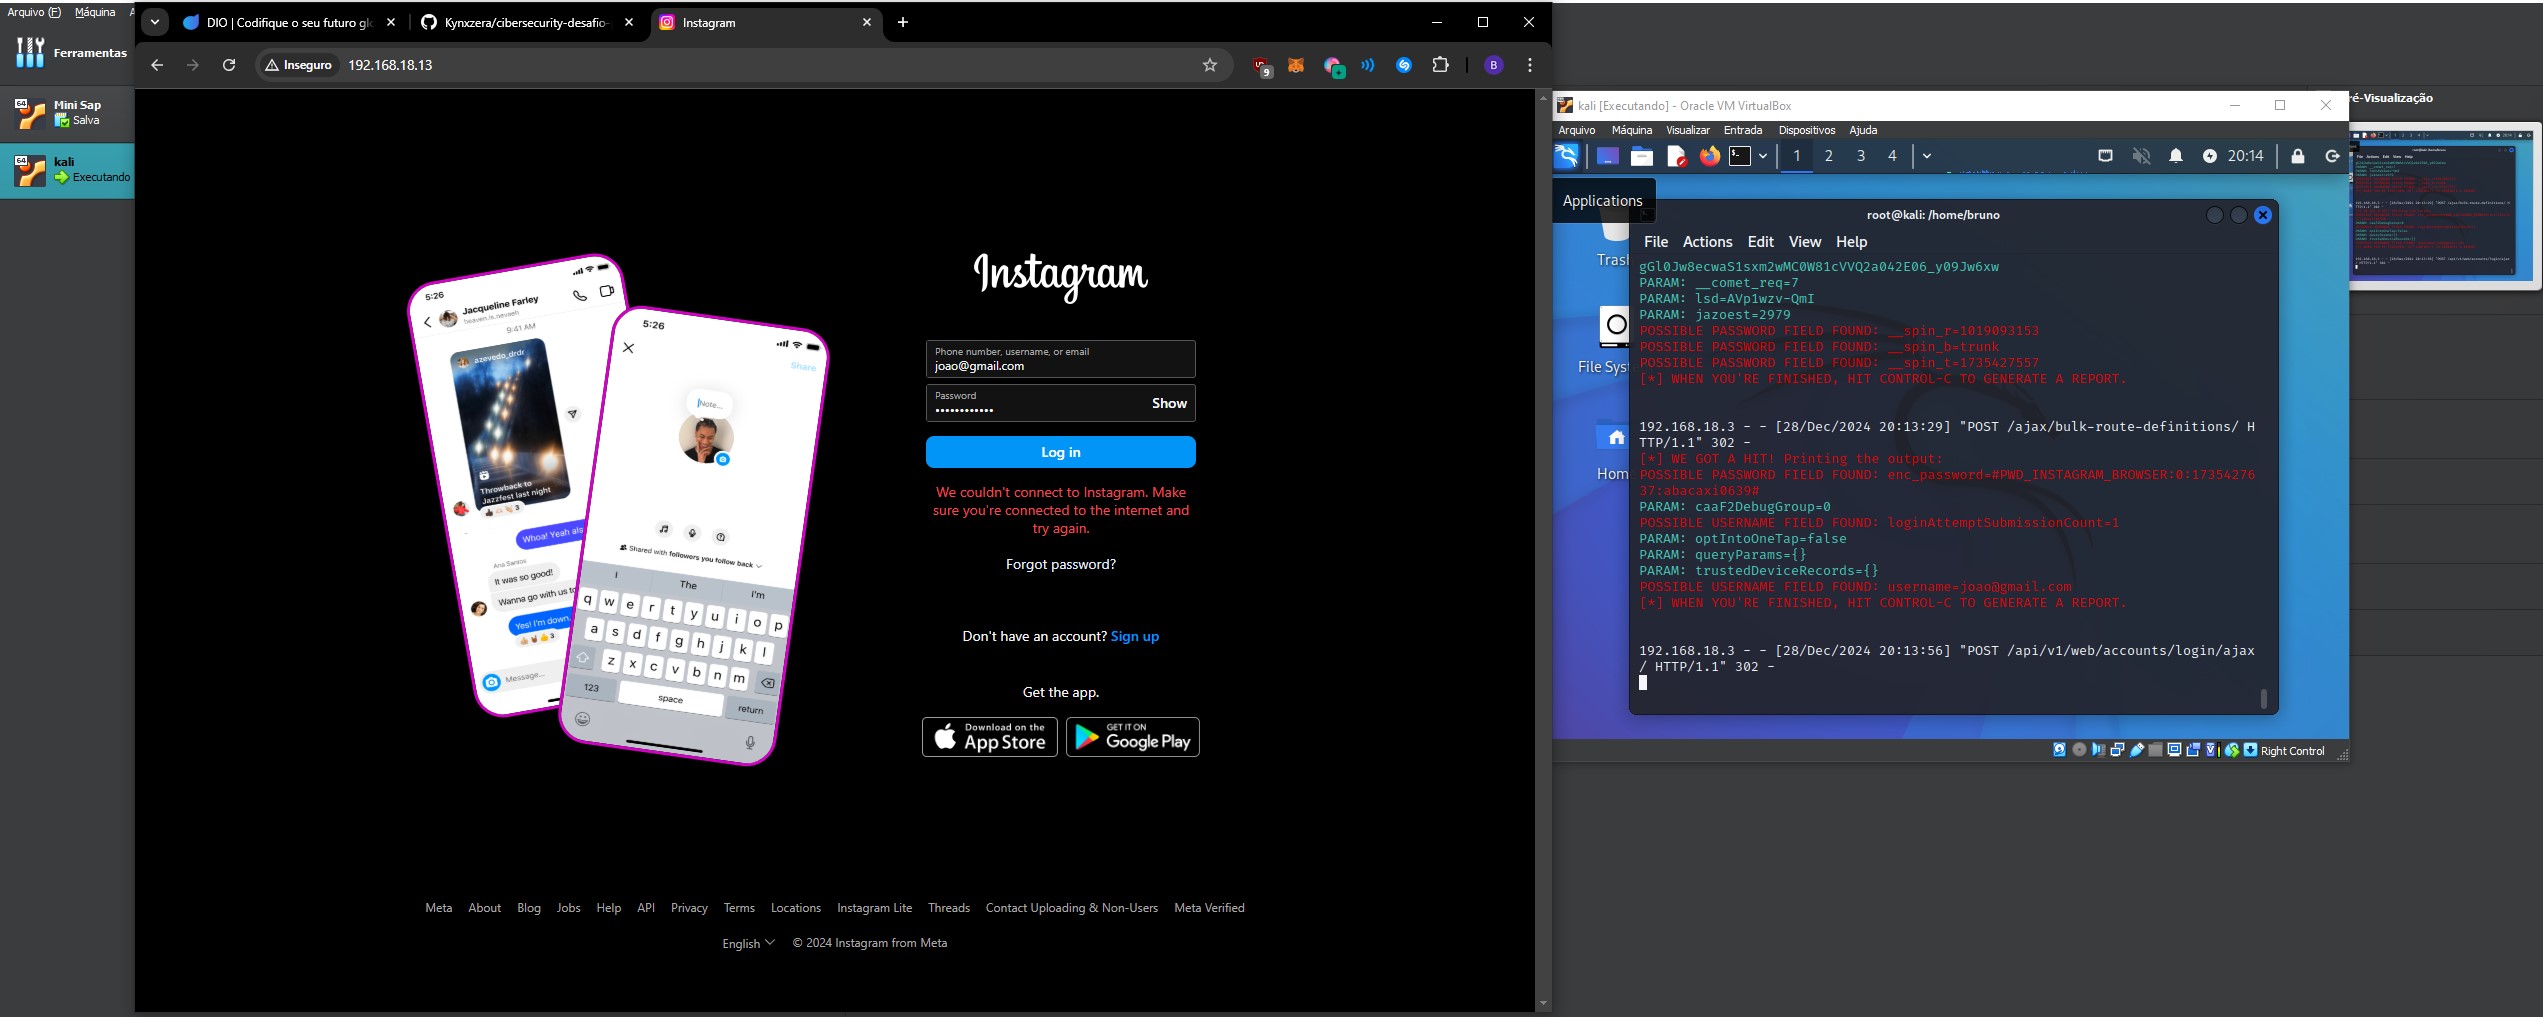 Arquivo (F) Máquina A
Ferramentas
64
Mini Sap
Salva
64
kali
Executando
DIO | Codifique o seu futuro glo
Kynxzera/cibersecurity-desafio-
Instagram
Inseguro
192.168.18.13
9
B
5:26
Jacqueline Farley
heaven.is.nevaeh
9:41 AM
azevedo_drdr
Throwback to
Jazzfest last night
3
Whoa! Yeah als
Ana Santos
It was so good!
Wanna go with us to
Yes! I'm down.
3
Message...
5:26
Share
Note...
Shared with followers you follow back
I The I'm
q w e r t y u i o p
a s d f g h j k l
z x c v b n m
123 space return
Instagram
Phone number, username, or email
joao@gmail.com
Password
Show
Log in
We couldn't connect to Instagram. Make
sure you're connected to the internet and
try again.
Forgot password?
Don't have an account? Sign up
Get the app.
Download on the
App Store
GET IT ON
Google Play
Meta About Blog Jobs Help API Privacy Terms Locations Instagram Lite Threads Contact Uploading & Non-Users Meta Verified
English © 2024 Instagram from Meta
ré-Visualização
kali [Executando] - Oracle VM VirtualBox
Arquivo Máquina Visualizar Entrada Dispositivos Ajuda
1 2 3 4
20:14
Applications
Trash
File Sys
Hom
root@kali: /home/bruno
File Actions Edit View Help
gGl0Jw8ecwaS1sxm2wMC0W81cVVQ2a042E06_y09Jw6xw
PARAM: __comet_req=7
PARAM: lsd=AVp1wzv-QmI
PARAM: jazoest=2979
POSSIBLE PASSWORD FIELD FOUND: __spin_r=1019093153
POSSIBLE PASSWORD FIELD FOUND: __spin_b=trunk
POSSIBLE PASSWORD FIELD FOUND: __spin_t=1735427557
[*] WHEN YOU'RE FINISHED, HIT CONTROL-C TO GENERATE A REPORT.
192.168.18.3 - - [28/Dec/2024 20:13:29] "POST /ajax/bulk-route-definitions/ H
TTP/1.1" 302 -
[*] WE GOT A HIT! Printing the output:
POSSIBLE PASSWORD FIELD FOUND: enc_password=#PWD_INSTAGRAM_BROWSER:0:17354276
37:abacaxi0639#
PARAM: caaF2DebugGroup=0
POSSIBLE USERNAME FIELD FOUND: loginAttemptSubmissionCount=1
PARAM: optIntoOneTap=false
PARAM: queryParams={}
PARAM: trustedDeviceRecords={}
POSSIBLE USERNAME FIELD FOUND: username=joao@gmail.com
[*] WHEN YOU'RE FINISHED, HIT CONTROL-C TO GENERATE A REPORT.
192.168.18.3 - - [28/Dec/2024 20:13:56] "POST /api/v1/web/accounts/login/ajax
/ HTTP/1.1" 302 -
Right Control